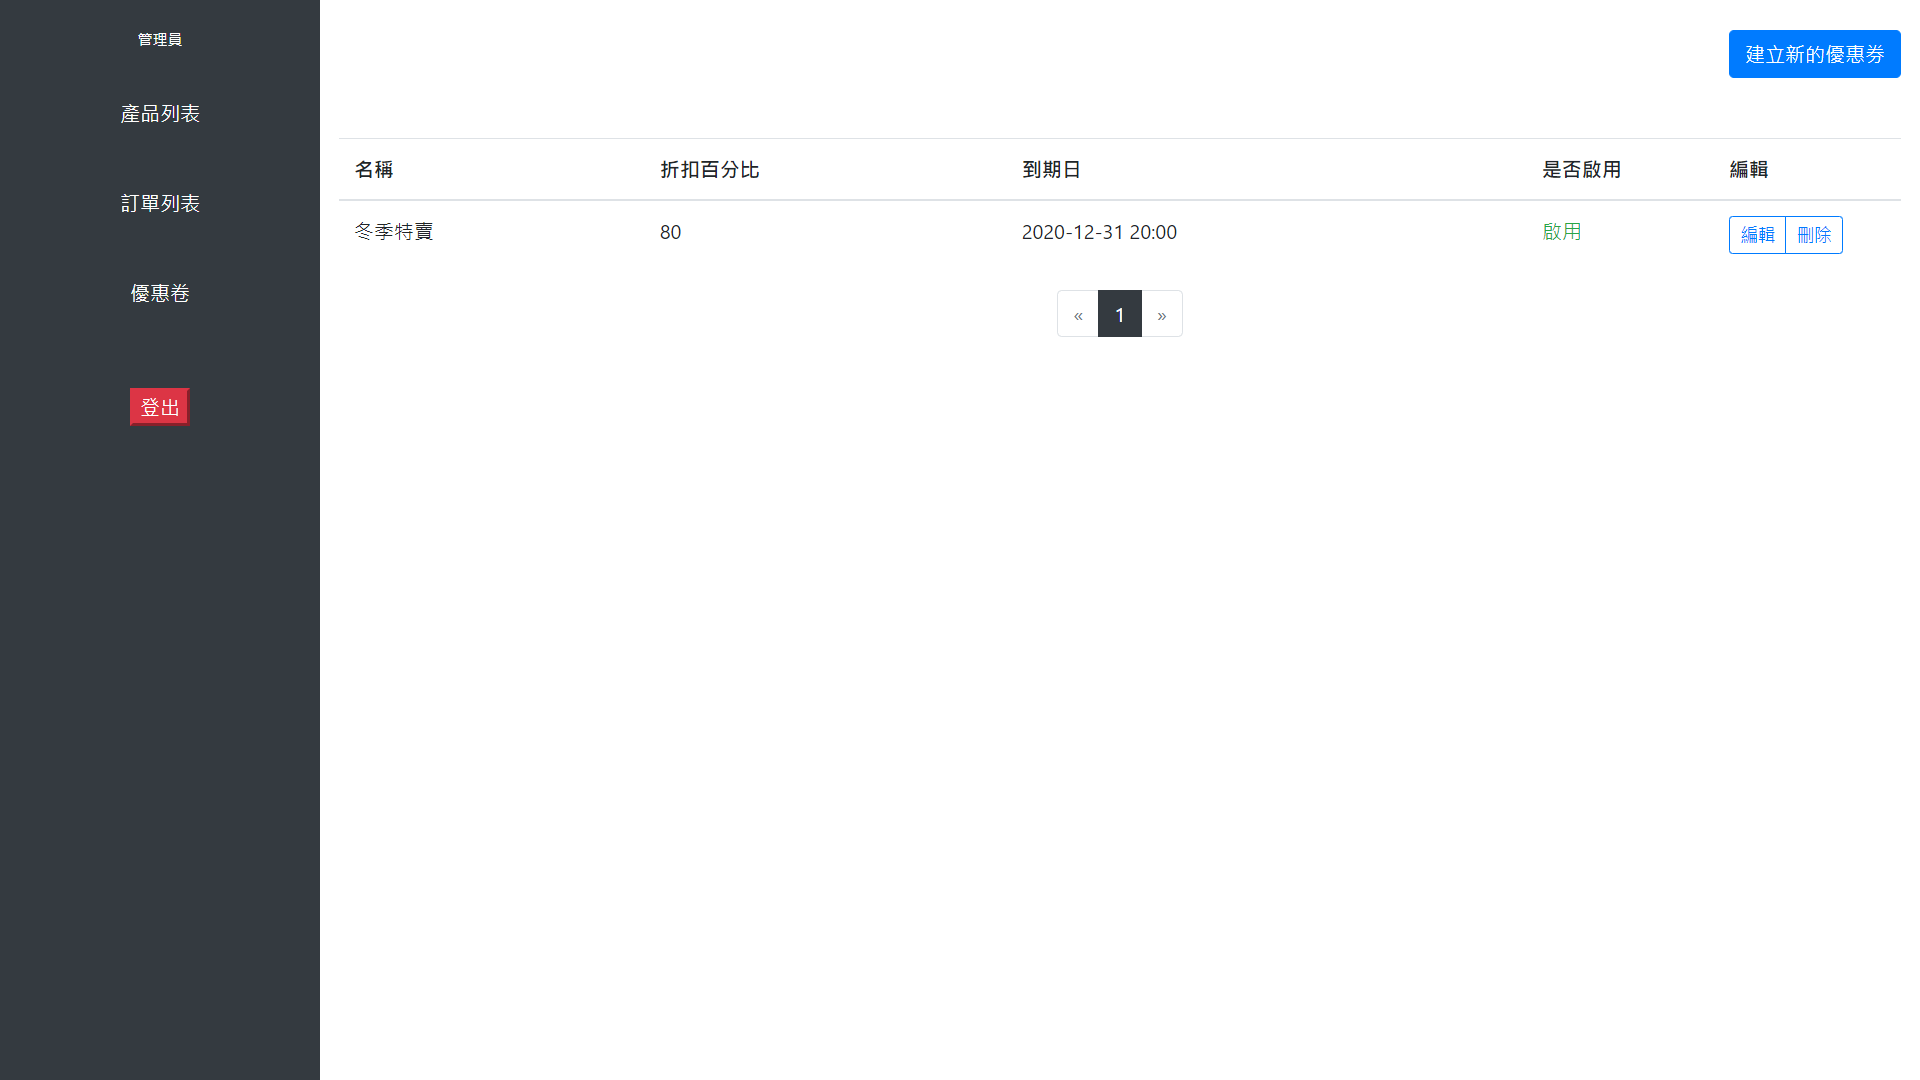 管理員
產品列表
訂單列表
優惠卷
登出
建立新的優惠劵
名稱 折扣百分比 到期日 是否啟用 編輯
冬季特賣 80 2020-12-31 20:00 啟用 編輯 刪除
« 1 »